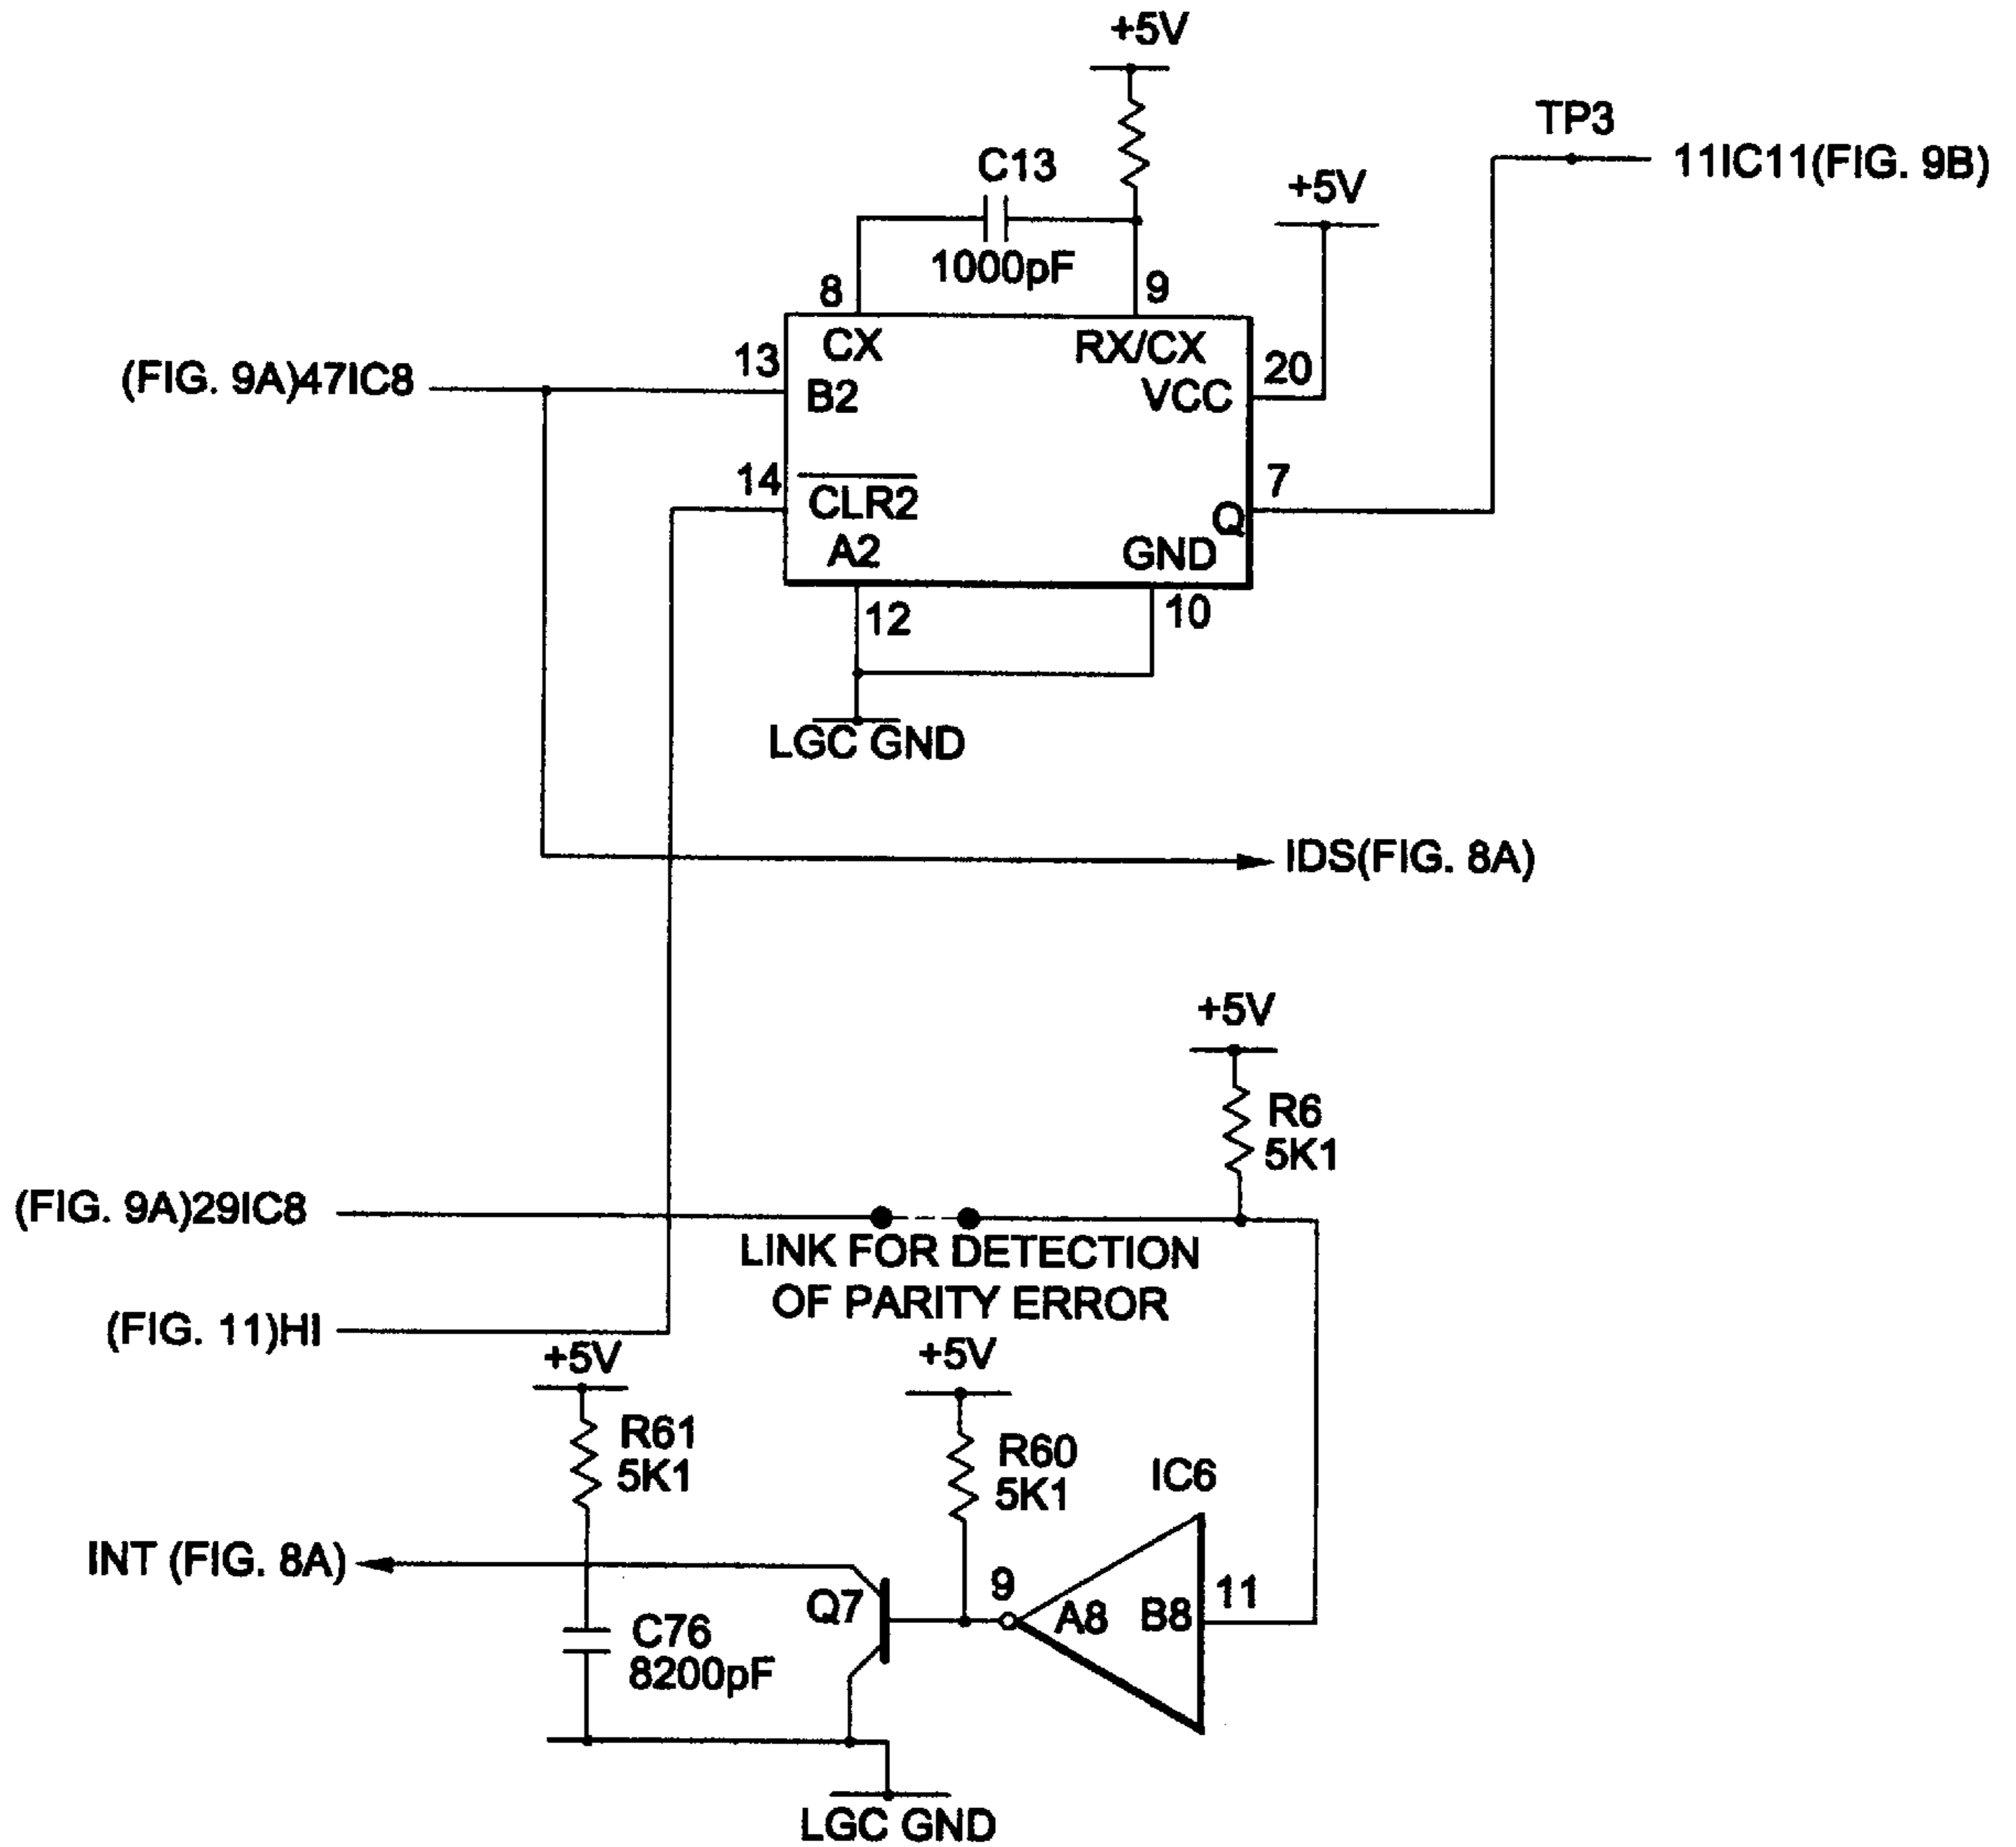 +5V
TP3
11IC11(FIG. 9B)
C13
+5V
1000pF
8
9
CX
RX/CX
13
20
(FIG. 9A)47IC8
B2
VCC
14
7
CLR2
Q
A2
GND
12
10
LGC GND
IDS(FIG. 8A)
+5V
R6
5K1
(FIG. 9A)29IC8
LINK FOR DETECTION
OF PARITY ERROR
(FIG. 11)HI
+5V
+5V
R61
5K1
R60
5K1
IC6
INT (FIG. 8A)
9
11
Q7
A8
B8
C76
8200pF
LGC GND